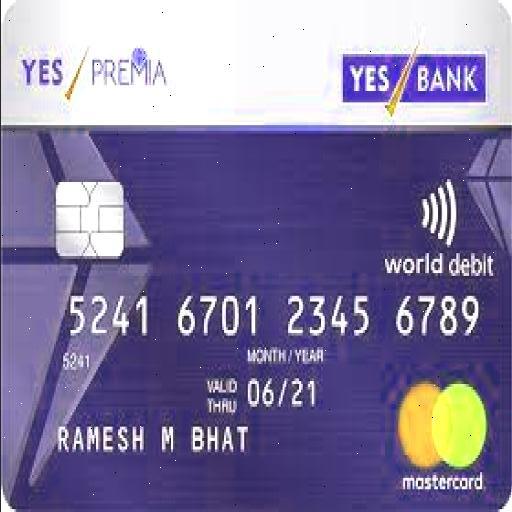 YES PREMIA
YES BANK
world debit
5241 6701 2345 6789
5241
MONTH / YEAR
VALID THRU 06/21
RAMESH M BHAT
mastercard